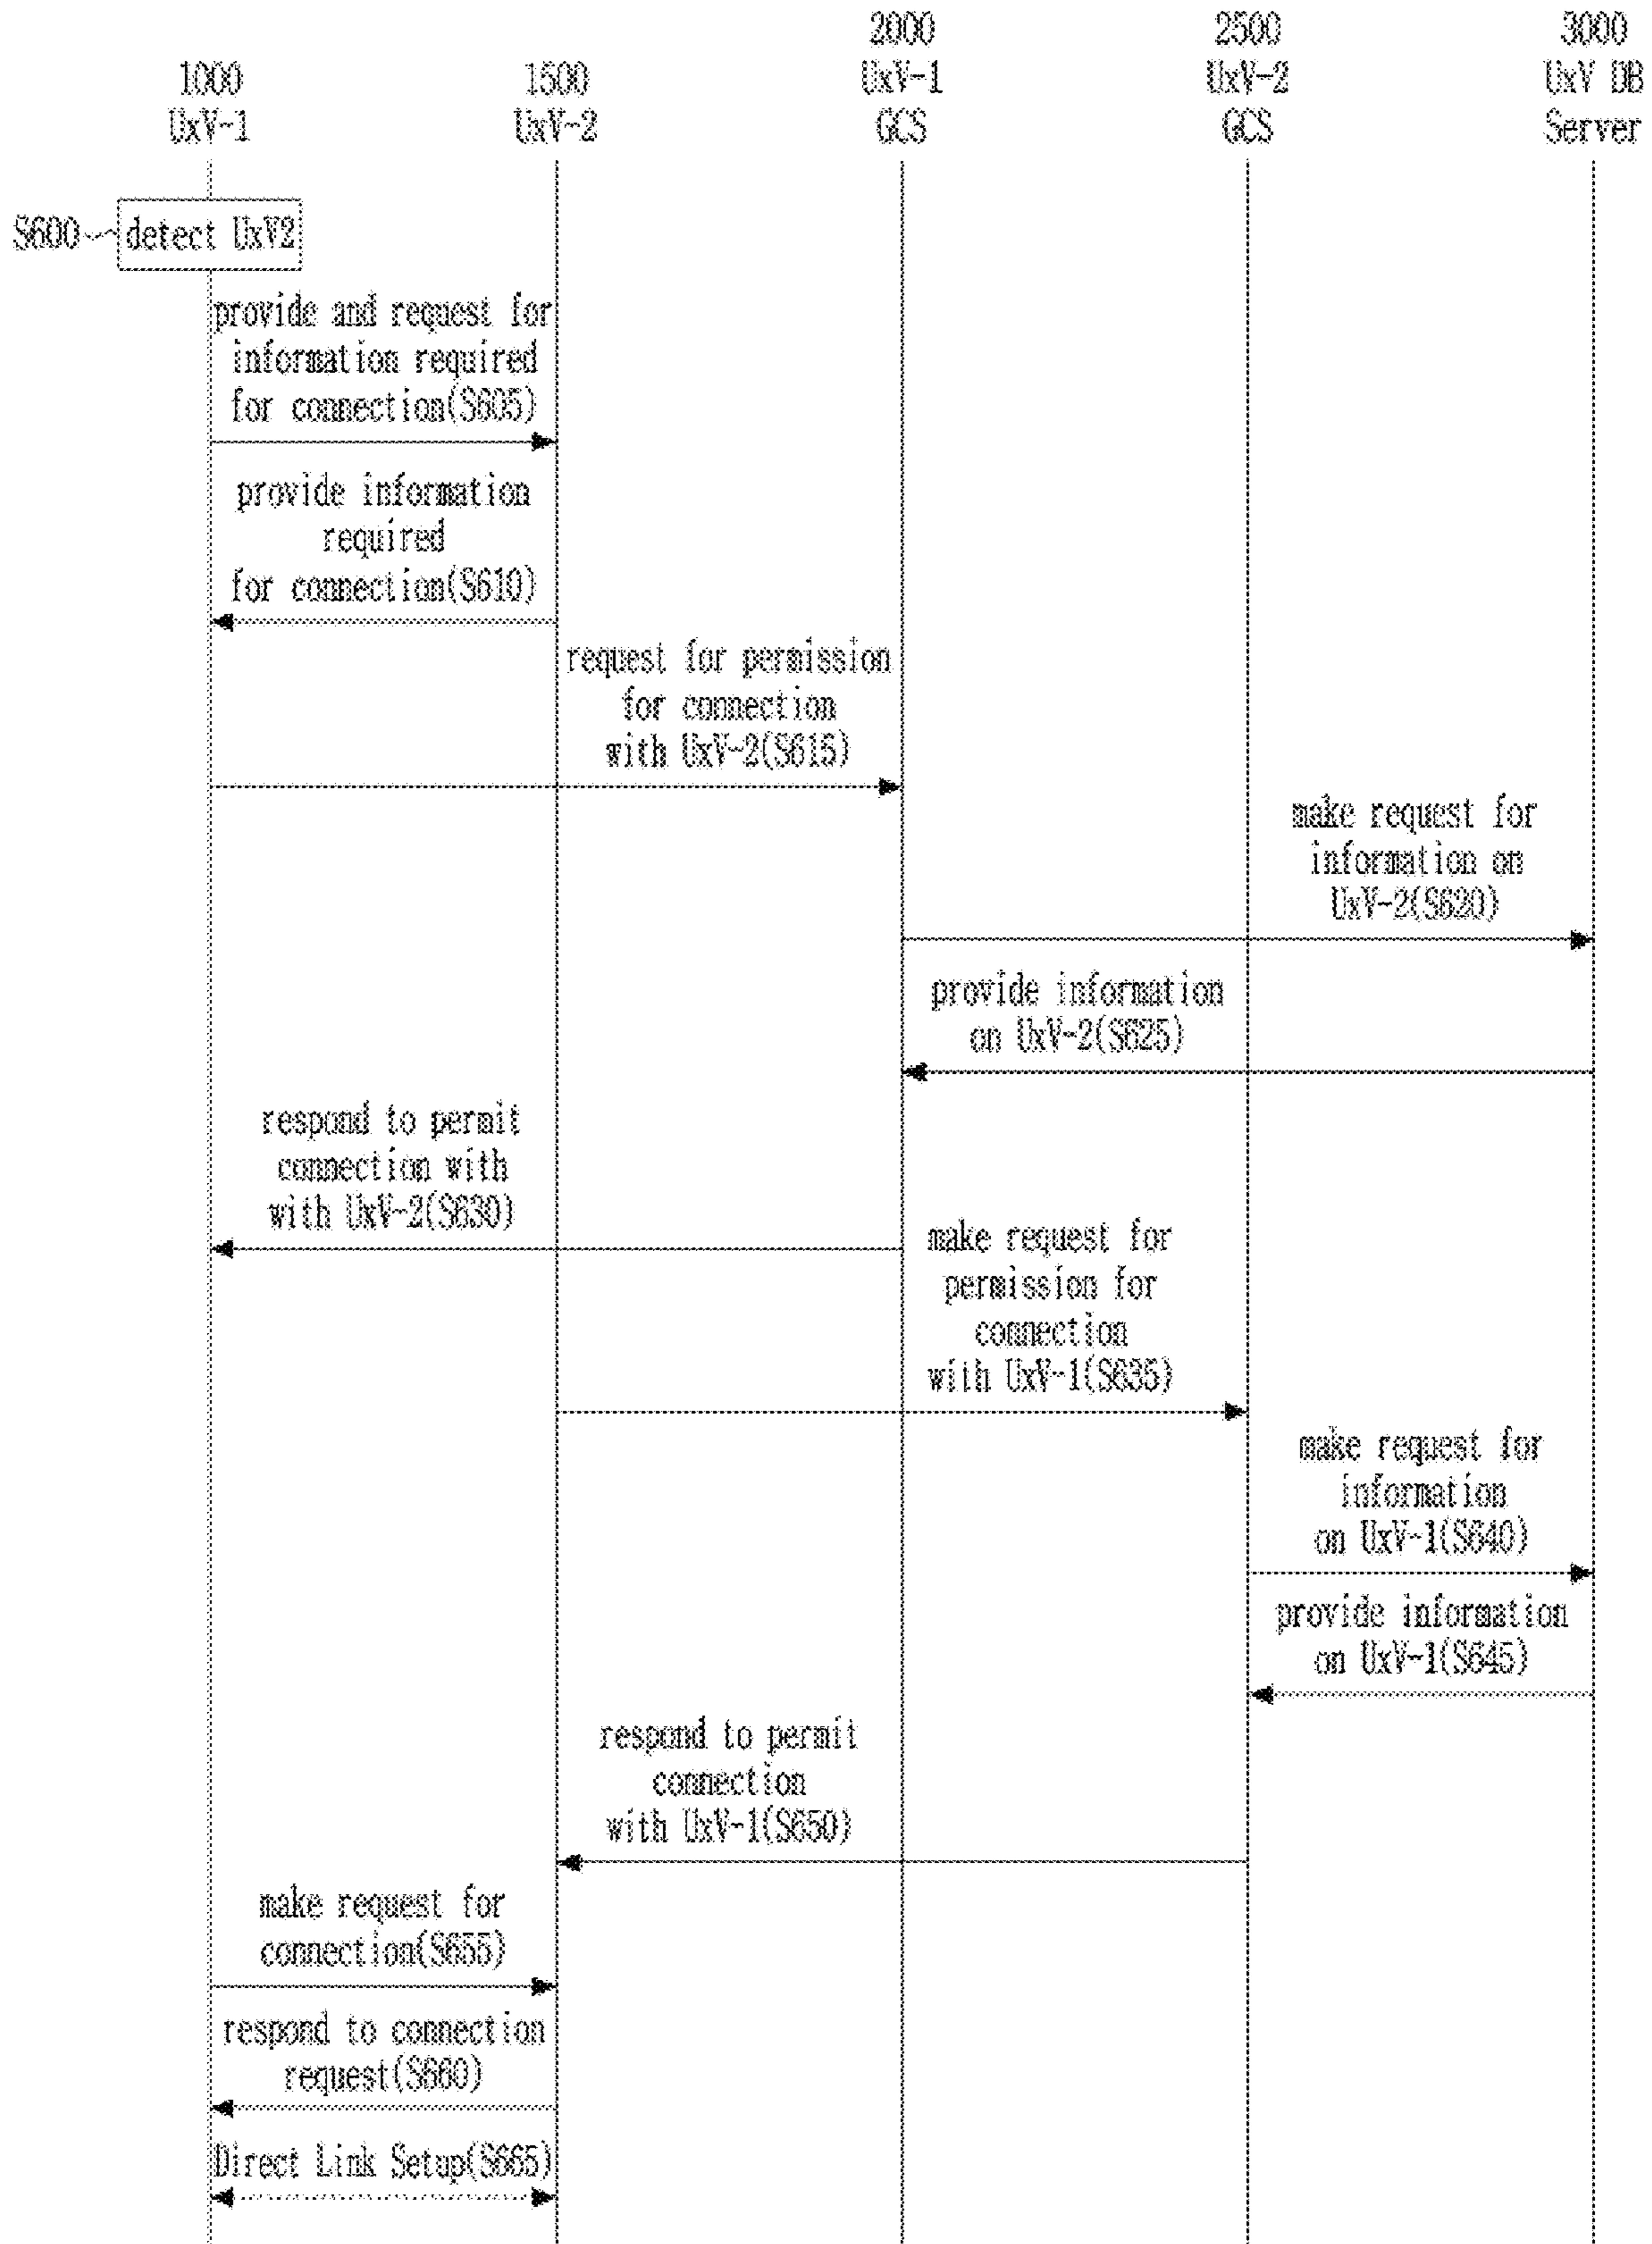 1000
UxV-1
1500
UxV-2
2000
UxV-1
GCS
2500
UxV-2
GCS
3000
UxV DB
Server
S600
detect UxV2
provide and request for
information required
for connection(S605)
provide information
required
for connection(S610)
request for permission
for connection
with UxV-2(S615)
make request for
information on
UxV-2(S620)
provide information
on UxV-2(S625)
respond to permit
connection with
with UxV-2(S630)
make request for
permission for
connection
with UxV-1(S635)
make request for
information
on UxV-1(S640)
provide information
on UxV-1(S645)
respond to permit
connection
with UxV-1(S650)
make request for
connection(S655)
respond to connection
request(S660)
Direct Link Setup(S665)